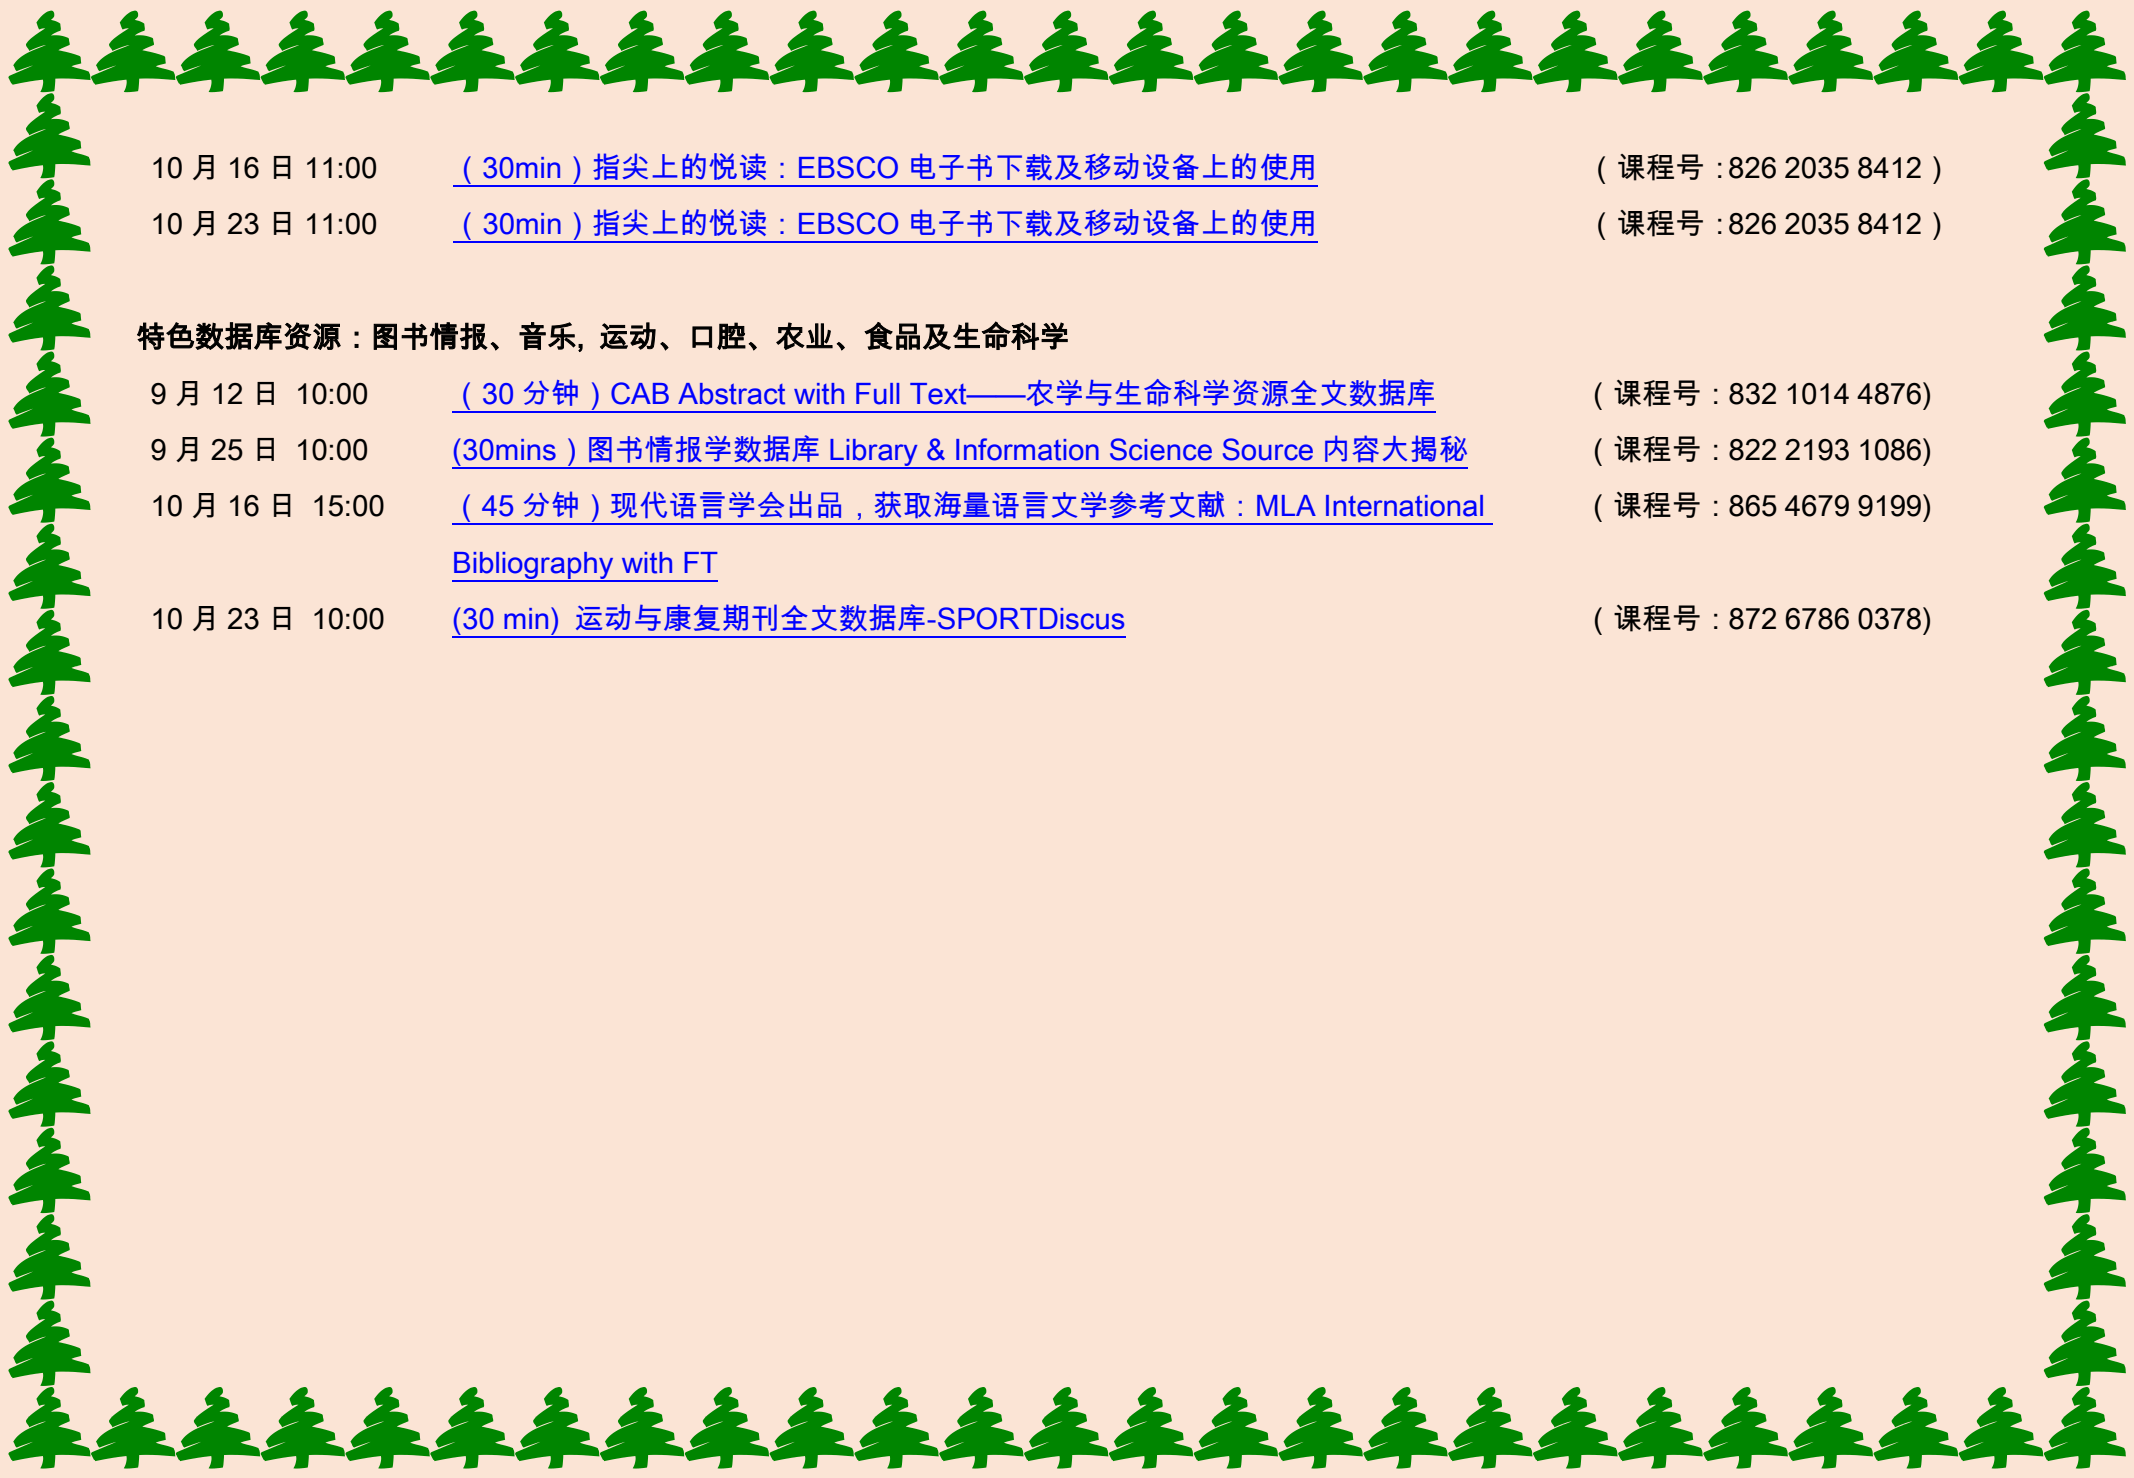 10 月 16 日 11:00 （30min）指尖上的悦读：EBSCO 电子书下载及移动设备上的使用 （课程号：826 2035 8412）
10 月 23 日 11:00 （30min）指尖上的悦读：EBSCO 电子书下载及移动设备上的使用 （课程号：826 2035 8412）
特色数据库资源：图书情报、音乐, 运动、口腔、农业、食品及生命科学
9 月 12 日 10:00 （30 分钟）CAB Abstract with Full Text——农学与生命科学资源全文数据库 （课程号：832 1014 4876)
9 月 25 日 10:00 (30mins）图书情报学数据库 Library & Information Science Source 内容大揭秘 （课程号：822 2193 1086)
10 月 16 日 15:00 （45 分钟）现代语言学会出品，获取海量语言文学参考文献：MLA International （课程号：865 4679 9199)
Bibliography with FT
10 月 23 日 10:00 (30 min) 运动与康复期刊全文数据库-SPORTDiscus （课程号：872 6786 0378)